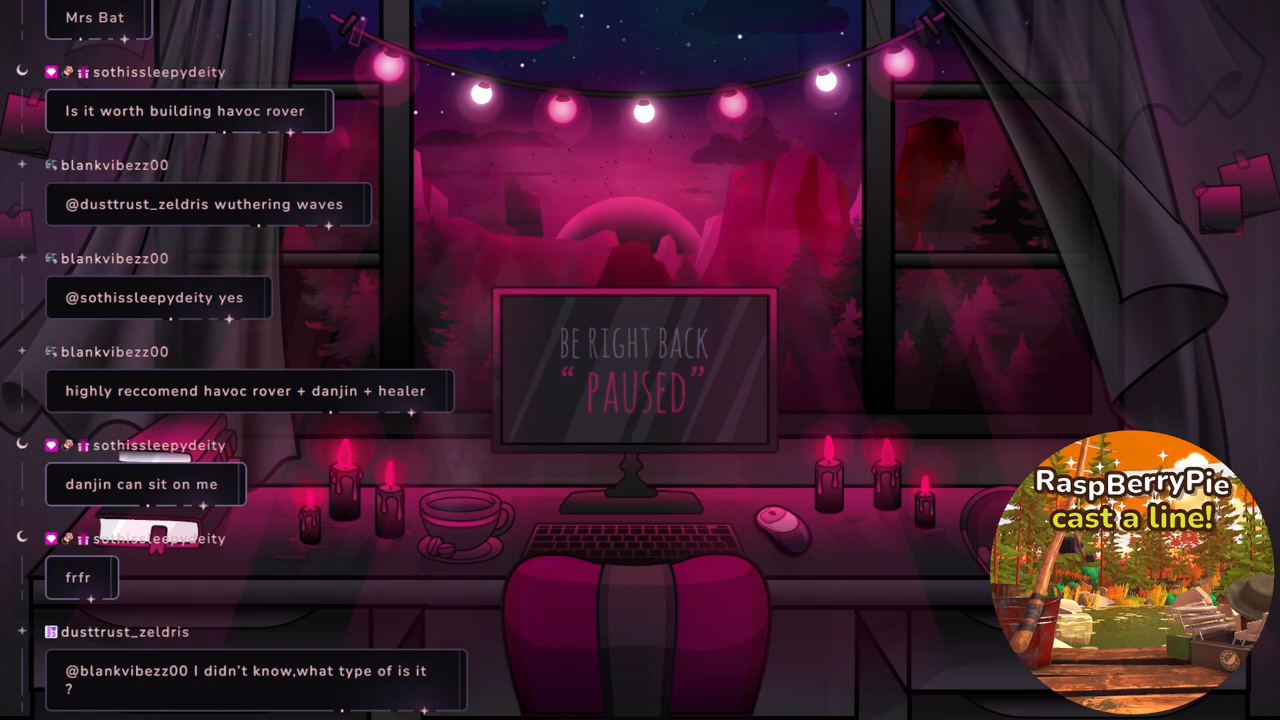 Mrs Bat
sothissleepydeity
Is it worth building havoc rover
blankvibezz00
@dusttrust_zeldris wuthering waves
blankvibezz00
@sothissleepydeity yes
blankvibezz00
highly reccomend havoc rover + danjin + healer
sothissleepydeity
danjin can sit on me
sothissleepydeity
frfr
dusttrust_zeldris
@blankvibezz00 I didn't know,what type of is it
?
BE RIGHT BACK
“ PAUSED”
RaspBerryPie
cast a line!